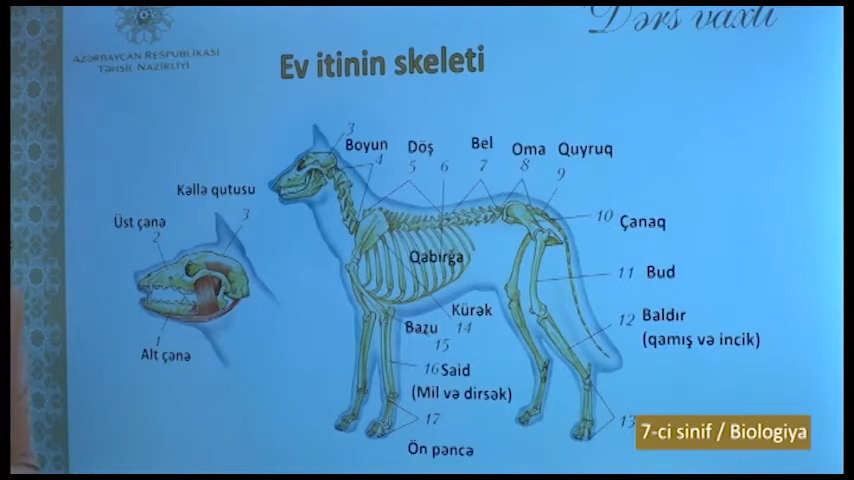 AZƏRBAYCAN RESPUBLİKASI
TƏHSİL NAZİRLİYİ
Dərs vaxtı
Ev itinin skeleti
3
Boyun
Döş
Bel
Oma
Quyruq
4
5
6
7
8
9
Kəllə qutusu
3
Üst çənə
2
10
Çanaq
Qabırğa
11
Bud
Kürək
14
12
Baldır
(qamış və incik)
Bazu
15
1
Alt çənə
16
Said
(Mil və dirsək)
17
13
Ön pəncə
7-ci sinif / Biologiya